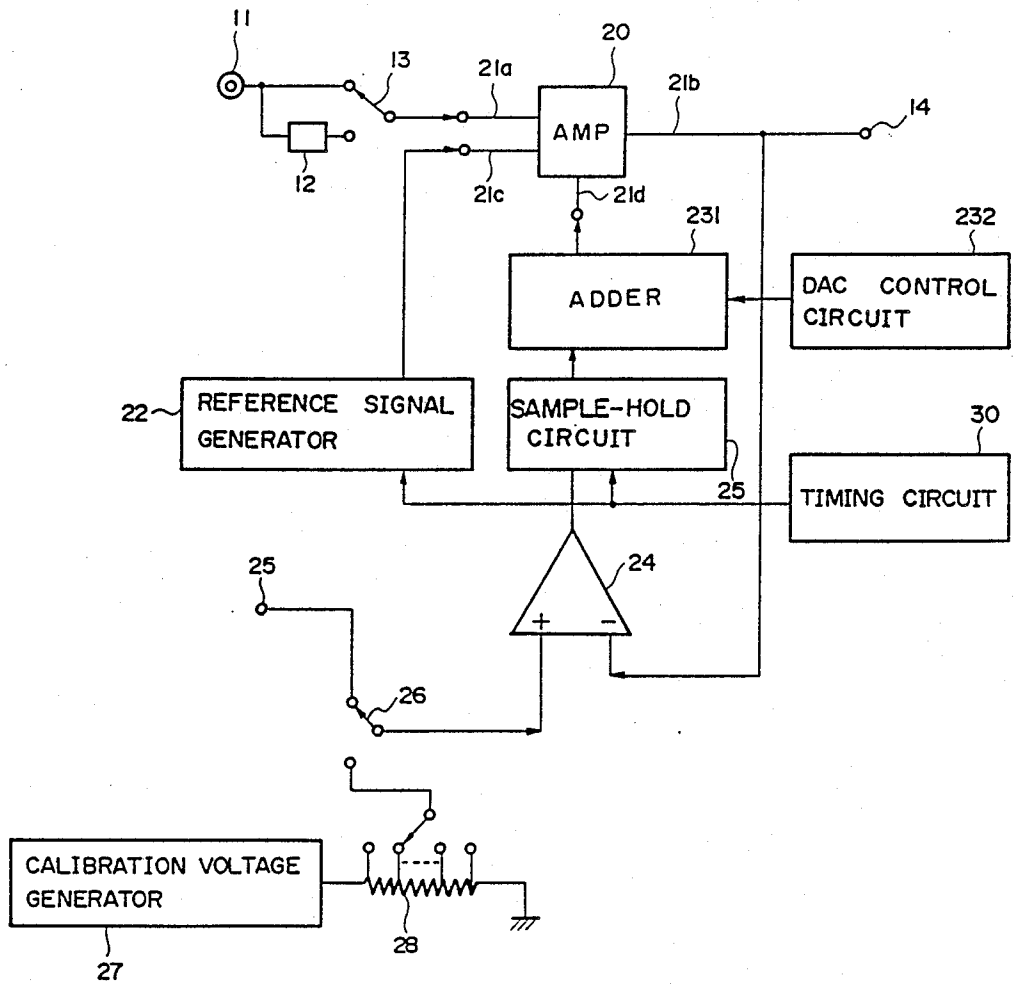 11
13
20
21a
21b
14
AMP
12
21c
21d
231
232
ADDER
DAC CONTROL
CIRCUIT
22
REFERENCE SIGNAL
GENERATOR
SAMPLE-HOLD
CIRCUIT
30
25
TIMING CIRCUIT
24
25
+ −
26
CALIBRATION VOLTAGE
GENERATOR
28
27